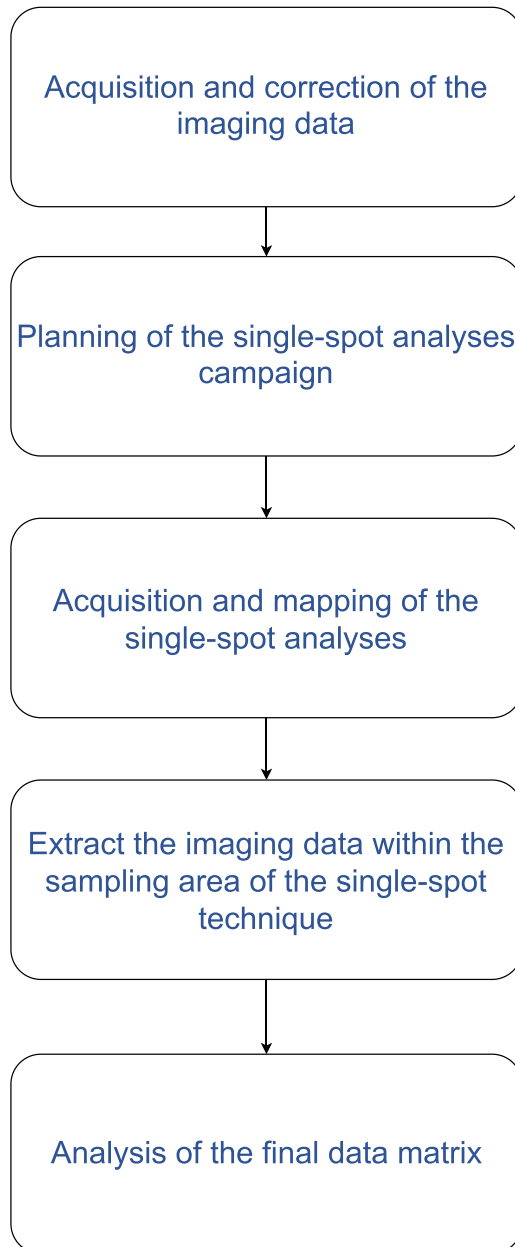 Acquisition and correction of the
imaging data
Planning of the single-spot analyses
campaign
Acquisition and mapping of the
single-spot analyses
Extract the imaging data within the
sampling area of the single-spot
technique
Analysis of the final data matrix